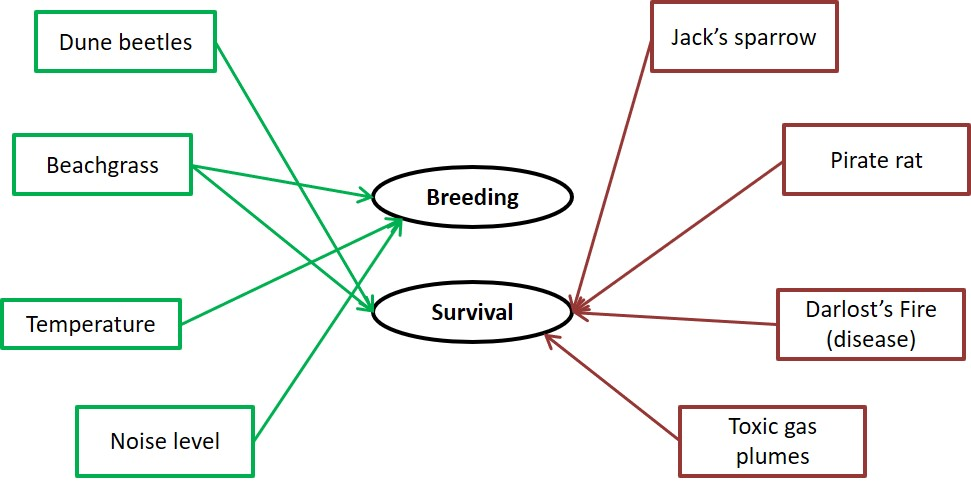 Dune beetles
Jack’s sparrow
Beachgrass
Pirate rat
Breeding
Temperature
Survival
Darlost’s Fire
(disease)
Noise level
Toxic gas
plumes